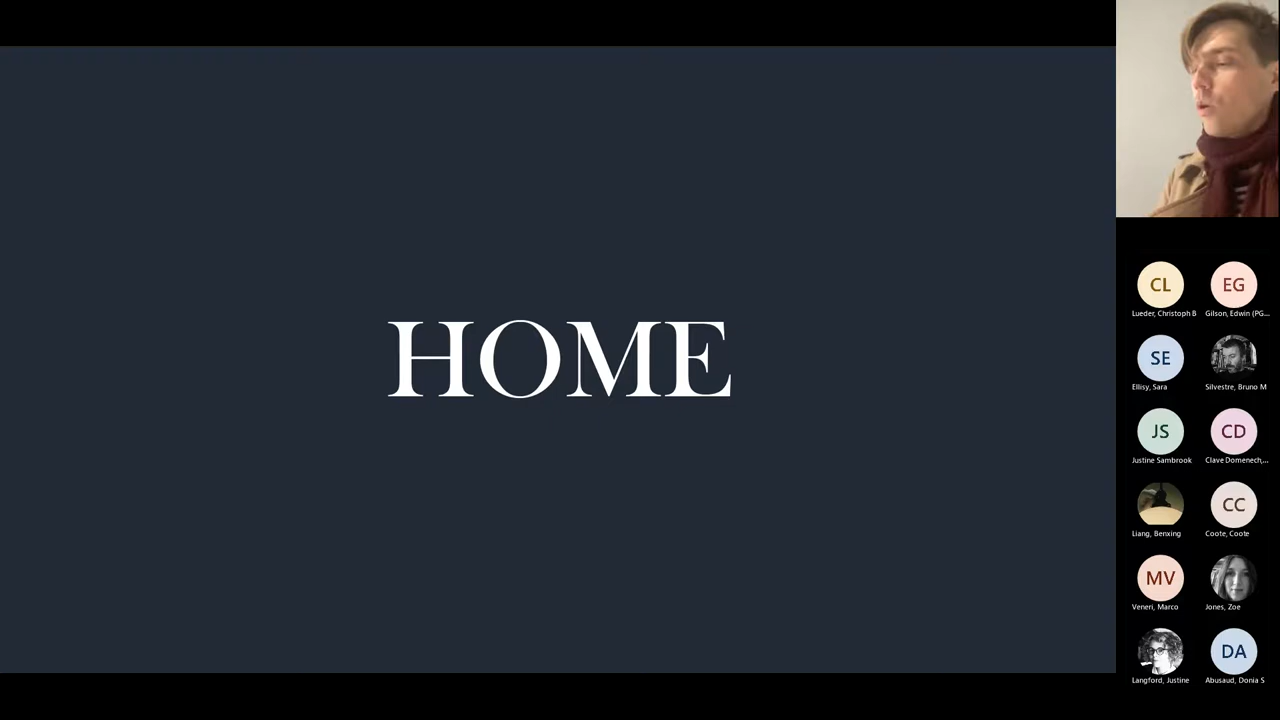 HOME
CL
EG
Lueder, Christoph B
Gilson, Edwin (PG...
SE
Ellisy, Sara
Silvestre, Bruno M
JS
CD
Justine Sambrook
Clave Domenech,...
CC
Liang, Benxing
Coote, Coote
MV
Veneri, Marco
Jones, Zoe
DA
Langford, Justine
Abusaud, Donia S